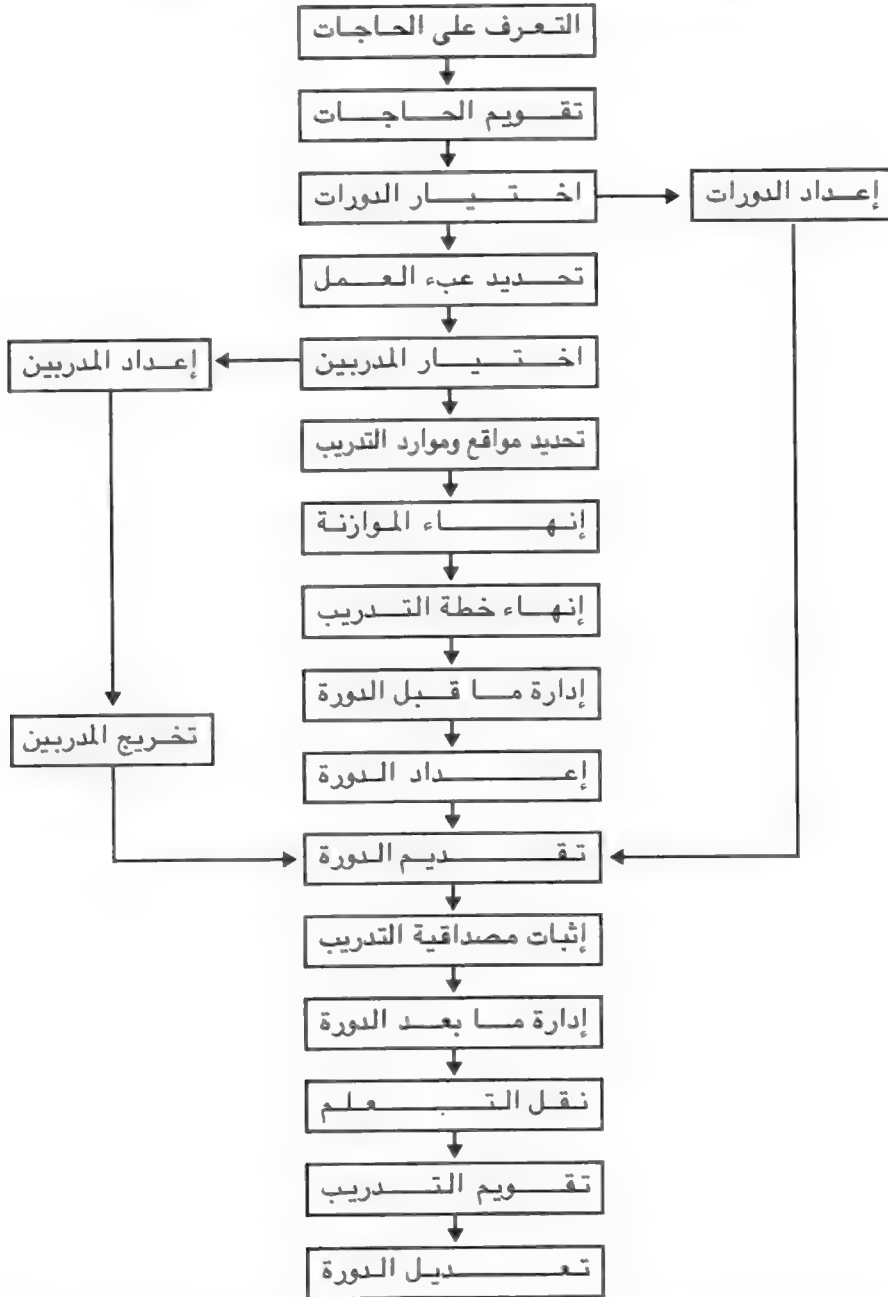 التعرف على الحاجات
تقويم الحاجات
اختيار الدورات
إعداد الدورات
تحديد عبء العمل
اختيار المدربين
إعداد المدربين
تحديد مواقع وموارد التدريب
إنهاء الموازنة
إنهاء خطة التدريب
إدارة ما قبل الدورة
تخريج المدربين
إعداد الدورة
تقديم الدورة
إثبات مصداقية التدريب
إدارة ما بعد الدورة
نقل التعلم
تقويم التدريب
تعديل الدورة